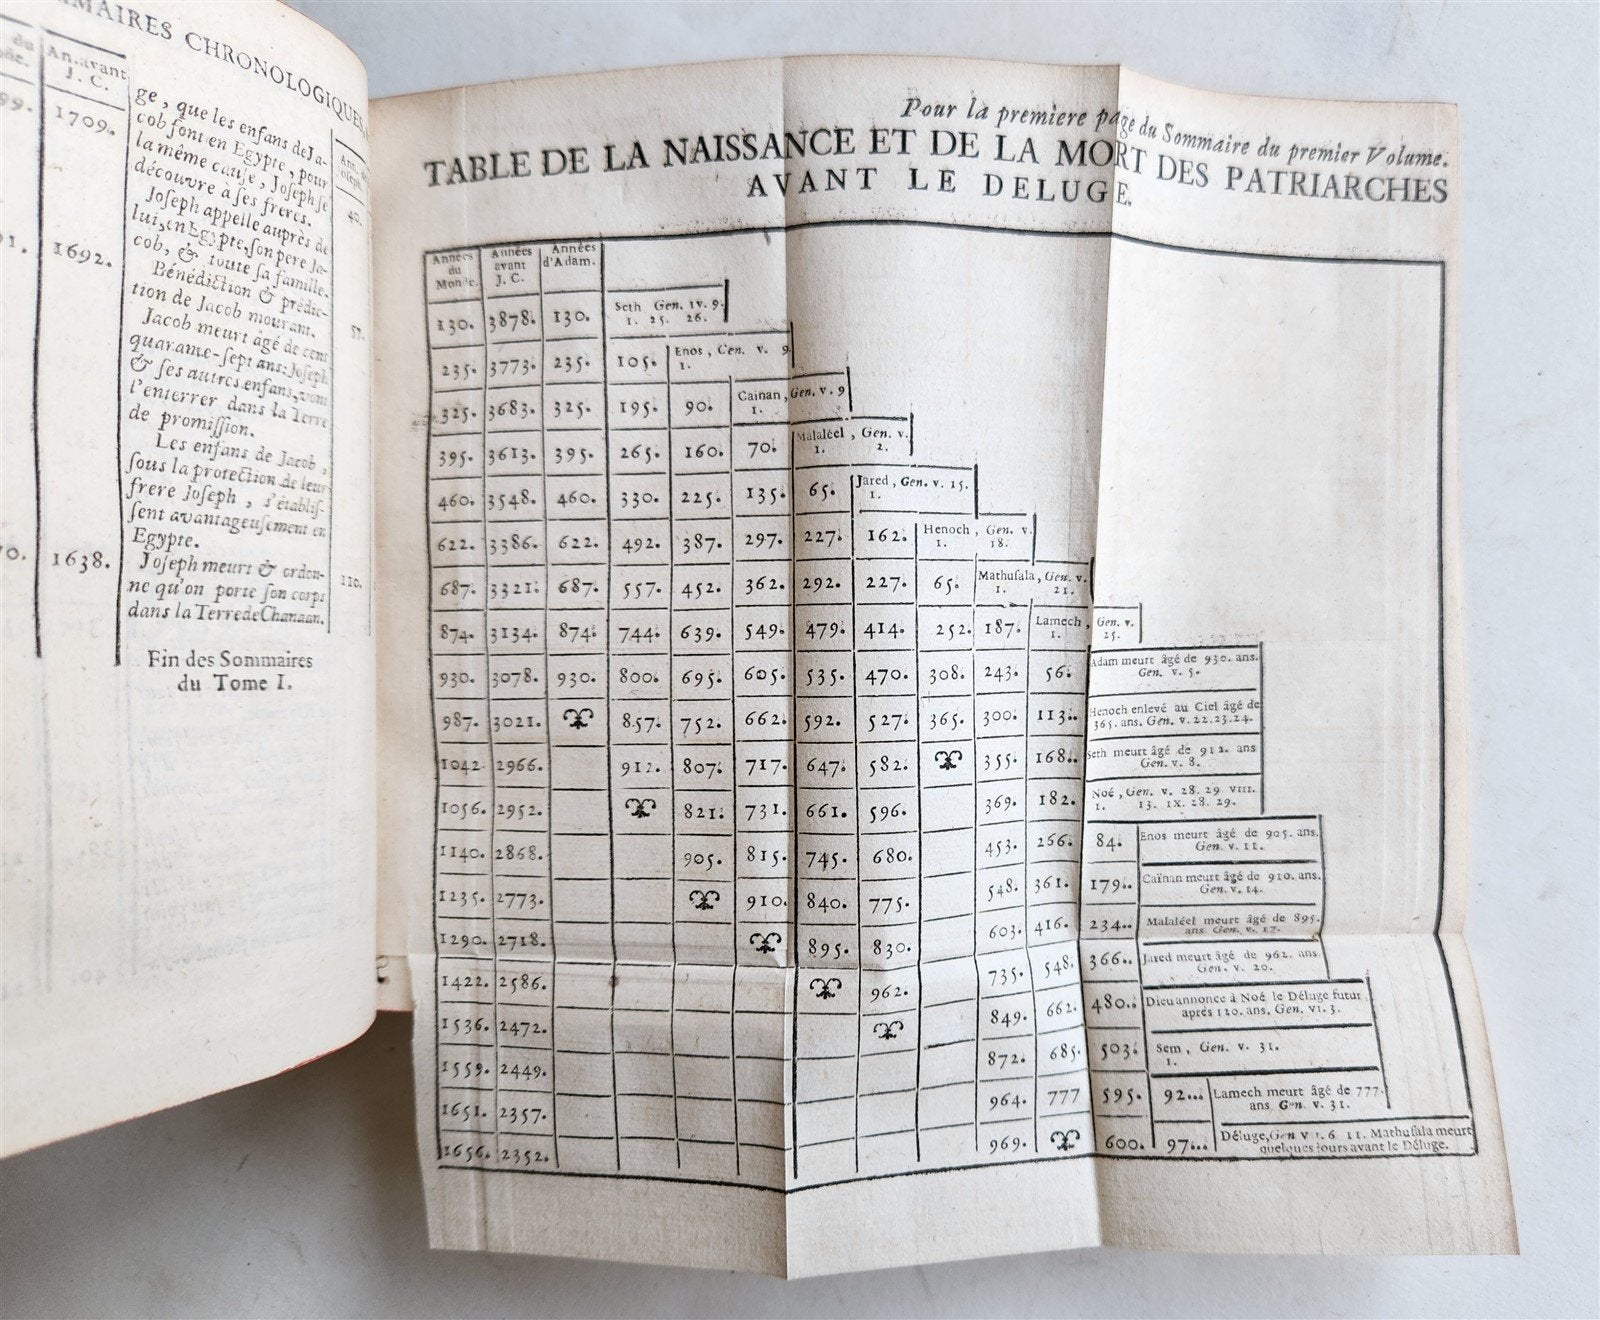 MMAIRES CHRONOLOGIQUES.
du
An. avant
J. C.
99.
1709.
ge, que les enfans de Ja-
cob font en Egypte, pour
la même cause, Joseph se
découvre à ses freres.
40.
91.
1692.
Joseph appelle auprès de
lui, en Egypte, son pere Ja-
cob, & toute sa famille.
Bénédiction & prédic-
tion de Jacob mourant.
57.
Jacob meurt âgé de cent
quarante-sept ans: Joseph
& ses autres enfans, vont
l'enterrer dans la Terre
de promission.
Les enfans de Jacob,
sous la protection de leur
frere Joseph, s'établis-
sent avantageusement en
Egypte.
70.
1638.
Joseph meurt & ordon-
ne qu'on porte son corps
dans la Terre de Chanaan.
110.
Fin des Sommaires
du Tome I.
Pour la premiere page du Sommaire du premier Volume.
TABLE DE LA NAISSANCE ET DE LA MORT DES PATRIARCHES
AVANT LE DELUGE.
Années du Monde. Années avant J. C. Années d'Adam.
130. 3878. 130. Seth Gen. IV. 9. 1. 25. 26.
235. 3773. 235. 105. Enos, Gen. v. 9. 1.
325. 3683. 325. 195. 90. Caïnan, Gen. v. 9 1.
395. 3613. 395. 265. 160. 70. Malaléel, Gen. v. 1. 2.
460. 3548. 460. 330. 225. 135. 65. Jared, Gen. v. 15. 1.
622. 3386. 622. 492. 387. 297. 227. 162. Henoch, Gen. v. 1. 18.
687. 3321. 687. 557. 452. 362. 292. 227. 65. Mathusala, Gen. v. 1. 21.
874. 3134. 874. 744. 639. 549. 479. 414. 252. 187. Lamech, Gen. v. 1. 25.
930. 3078. 930. 800. 695. 605. 535. 470. 308. 243. 56. Adam meurt âgé de 930. ans. Gen. v. 5.
987. 3021. 857. 752. 662. 592. 527. 365. 300. 113. Henoch enlevé au Ciel âgé de 365. ans. Gen. v. 22. 23. 24.
1042. 2966. 912. 807. 717. 647. 582. 355. 168. Seth meurt âgé de 912. ans Gen. v. 8.
1056. 2952. 821. 731. 661. 596. 369. 182. Noé, Gen. v. 28. 29 VIII. 1. 13. IX. 28. 29.
1140. 2868. 905. 815. 745. 680. 453. 266. 84. Enos meurt âgé de 905. ans. Gen. v. 11.
1235. 2773. 910. 840. 775. 548. 361. 179. Caïnan meurt âgé de 910. ans. Gen. v. 14.
1290. 2718. 895. 830. 603. 416. 234. Malaléel meurt âgé de 895. ans Gen. v. 17.
1422. 2586. 962. 735. 548. 366. Jared meurt âgé de 962. ans. Gen. v. 20.
1536. 2472. 849. 662. 480. Dieu annonce à Noé le Déluge futur, après 120. ans. Gen. VI. 3.
1559. 2449. 872. 685. 503. Sem, Gen. v. 31. 1.
1651. 2357. 964. 777 595. 92... Lamech meurt âgé de 777. ans. Gen. v. 31.
1656. 2352. 969. 600. 97... Déluge, Gen VII. 6 11. Mathusala meurt quelques jours avant le Déluge.